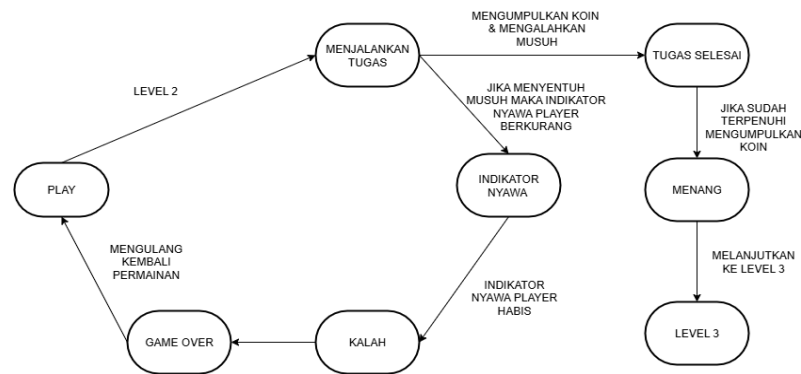 MENGUMPULKAN KOIN
& MENGALAHKAN
MUSUH
MENJALANKAN
TUGAS
TUGAS SELESAI
LEVEL 2
JIKA MENYENTUH
MUSUH MAKA INDIKATOR
NYAWA PLAYER
BERKURANG
JIKA SUDAH
TERPENUHI
MENGUMPULKAN
KOIN
PLAY
INDIKATOR
NYAWA
MENANG
MENGULANG
KEMBALI
PERMAINAN
MELANJUTKAN
KE LEVEL 3
INDIKATOR
NYAWA PLAYER
HABIS
GAME OVER
KALAH
LEVEL 3